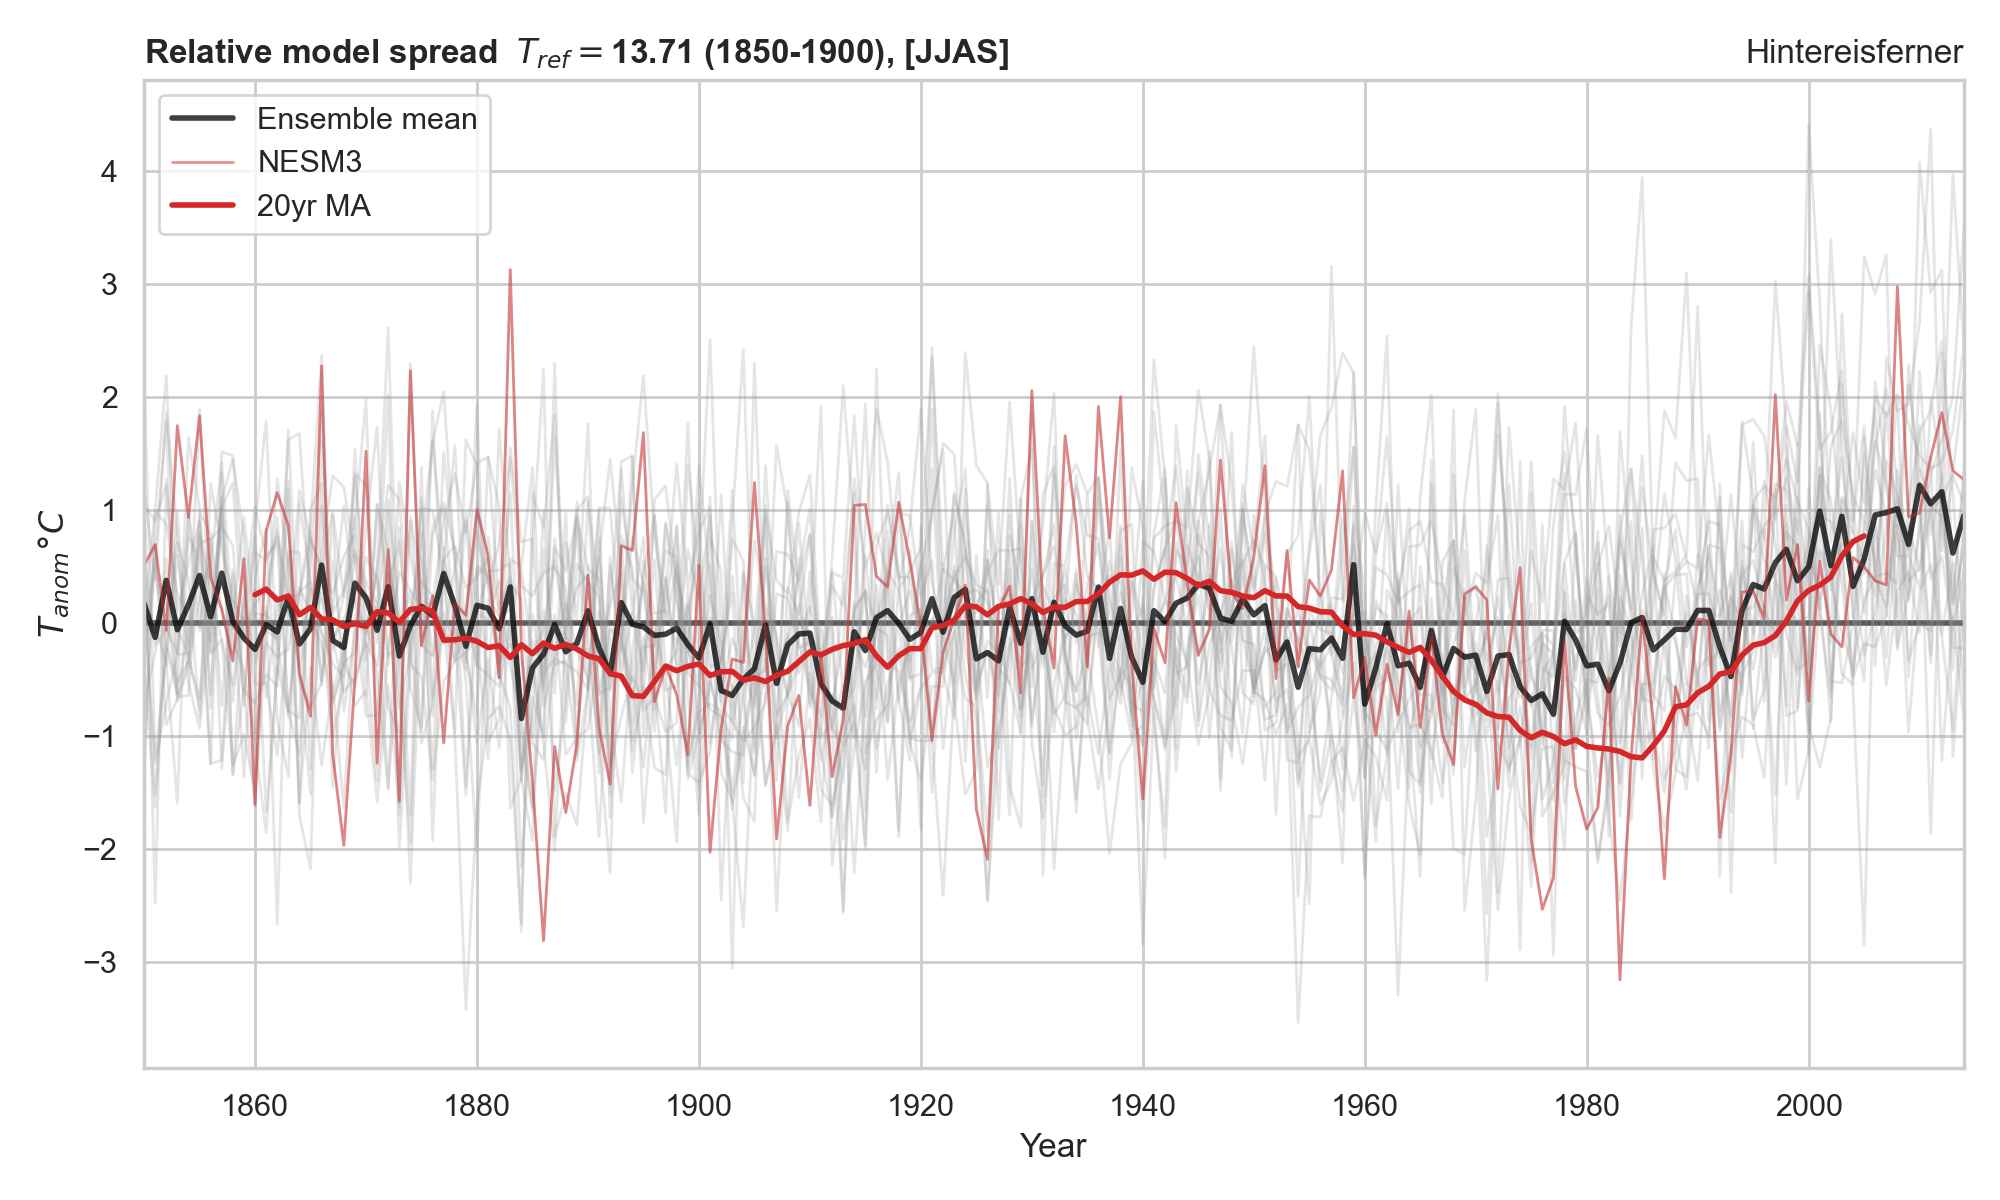 Relative model spread T_ref = 13.71 (1850-1900), [JJAS]
Hintereisferner
Ensemble mean
NESM3
20yr MA
T_anom °C
4
3
2
1
0
−1
−2
−3
1860 1880 1900 1920 1940 1960 1980 2000
Year